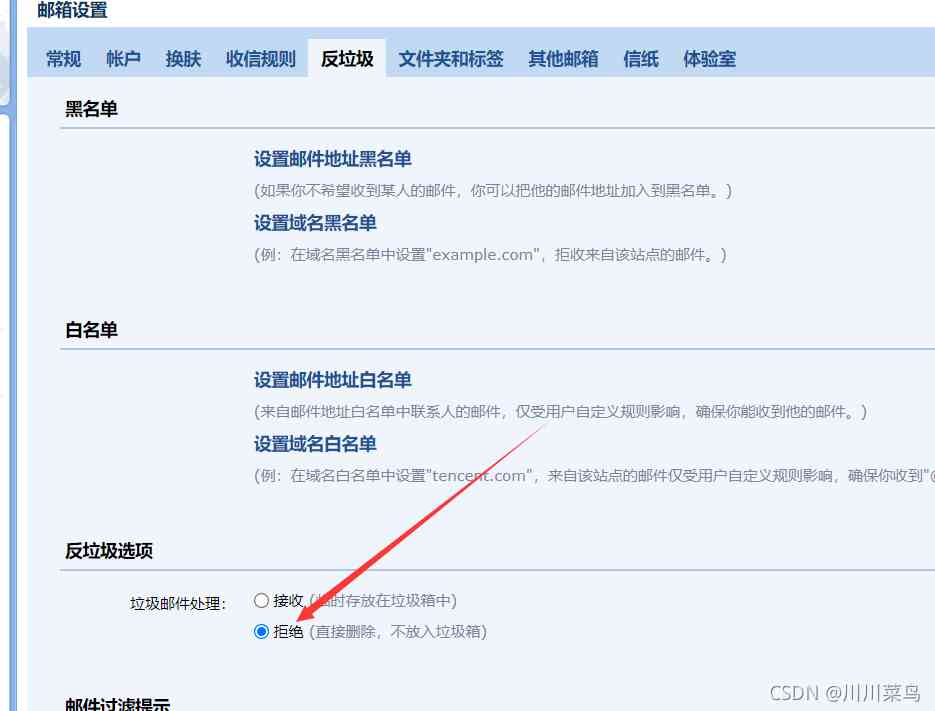 邮箱设置
常规 帐户 换肤 收信规则 反垃圾 文件夹和标签 其他邮箱 信纸 体验室
黑名单
设置邮件地址黑名单
(如果你不希望收到某人的邮件，你可以把他的邮件地址加入到黑名单。)
设置域名黑名单
(例：在域名黑名单中设置"example.com"，拒收来自该站点的邮件。)
白名单
设置邮件地址白名单
(来自邮件地址白名单中联系人的邮件，仅受用户自定义规则影响，确保你能收到他的邮件。)
设置域名白名单
(例：在域名白名单中设置"tencent.com"，来自该站点的邮件仅受用户自定义规则影响，确保你收到"@
反垃圾选项
垃圾邮件处理： 接收 (临时存放在垃圾箱中)
拒绝 (直接删除，不放入垃圾箱)
邮件过滤提示
CSDN @川川菜鸟